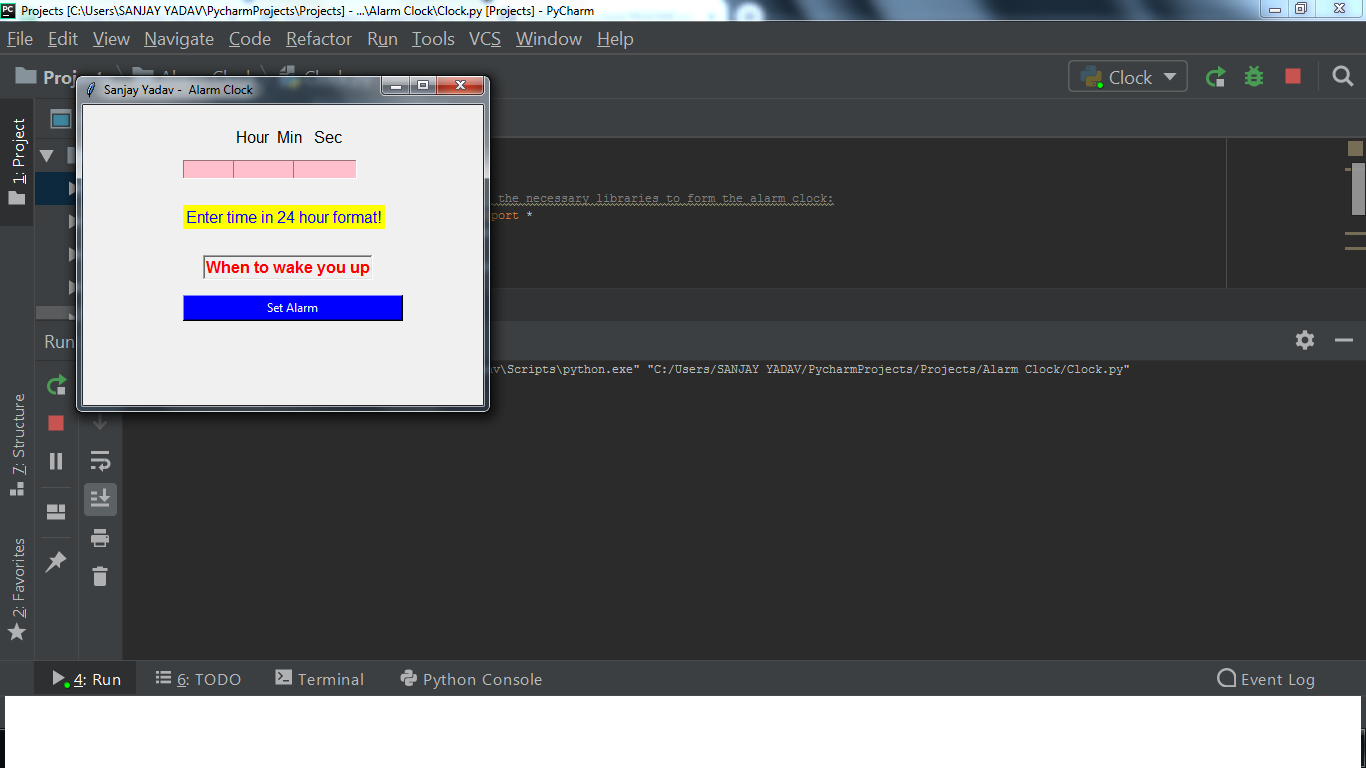 Projects [C:\Users\SANJAY YADAV\PycharmProjects\Projects] - ...\Alarm Clock\Clock.py [Projects] - PyCharm
File Edit View Navigate Code Refactor Run Tools VCS Window Help
Clock
Sanjay Yadav - Alarm Clock
Hour Min Sec
Enter time in 24 hour format!
When to wake you up
Set Alarm
1: Project
the necessary libraries to form the alarm clock:
port *
Run
v\Scripts\python.exe" "C:/Users/SANJAY YADAV/PycharmProjects/Projects/Alarm Clock/Clock.py"
7: Structure
2: Favorites
4: Run 6: TODO Terminal Python Console Event Log